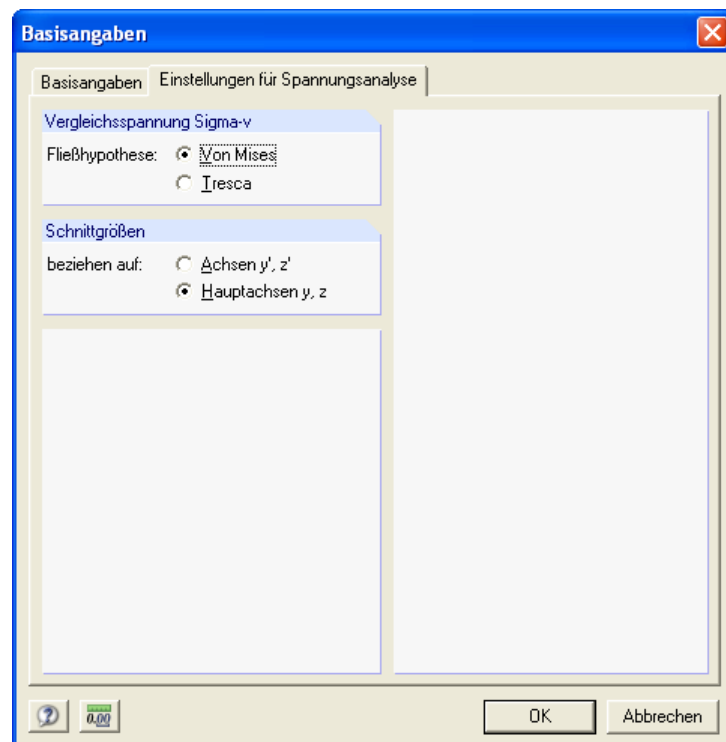 Basisangaben
Basisangaben
Einstellungen für Spannungsanalyse
Vergleichsspannung Sigma-v
Fließhypothese:
Von Mises
Tresca
Schnittgrößen
beziehen auf:
Achsen y', z'
Hauptachsen y, z
0.00
OK
Abbrechen